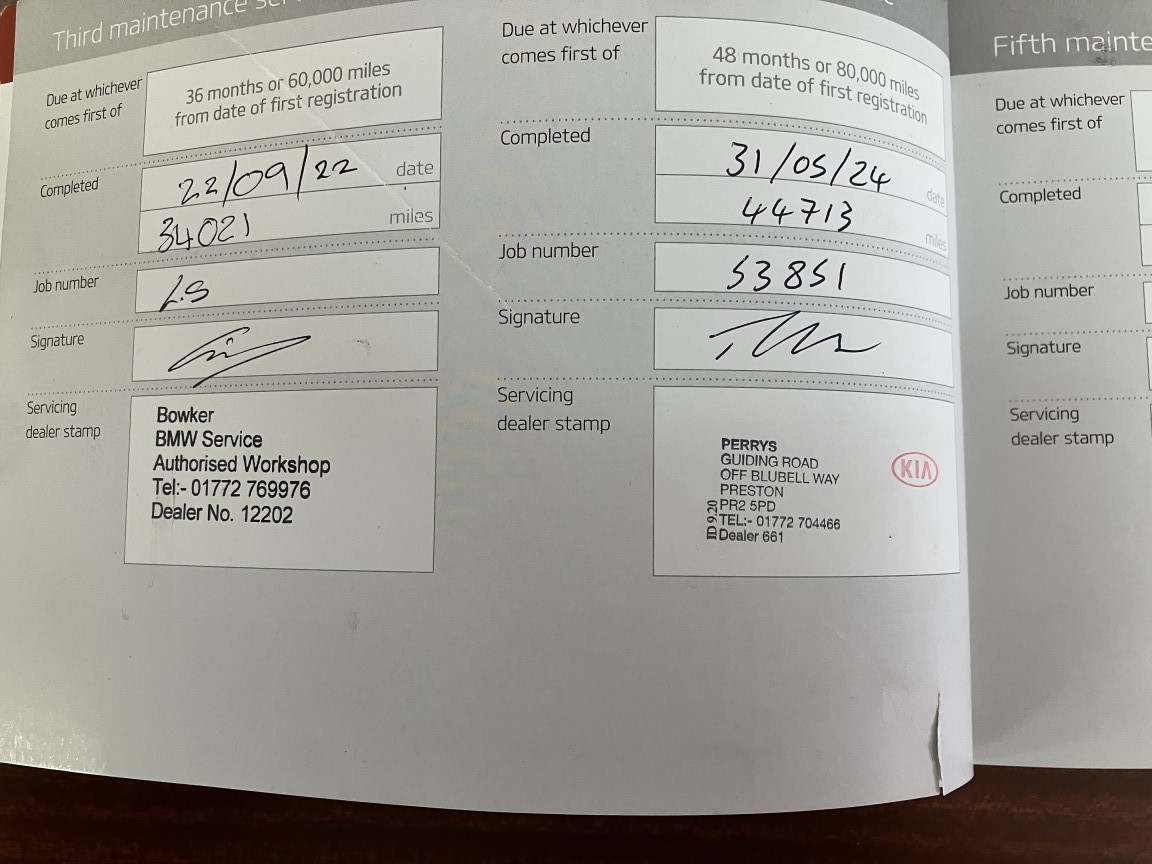 Third maintenance
Due at whichever
comes first of
36 months or 60,000 miles
from date of first registration
Completed
22/09/22 date
34021 miles
Job number
L.S
Signature
Servicing
dealer stamp
Bowker
BMW Service
Authorised Workshop
Tel:- 01772 769976
Dealer No. 12202
Due at whichever
comes first of
48 months or 80,000 miles
from date of first registration
Completed
31/05/24 date
44713 miles
Job number
53851
Signature
Servicing
dealer stamp
PERRYS
GUIDING ROAD
OFF BLUBELL WAY
PRESTON
PR2 5PD
TEL:- 01772 704466
Dealer 661
ID 9.20
KIA
Fifth mainte
Due at whichever
comes first of
Completed
Job number
Signature
Servicing
dealer stamp